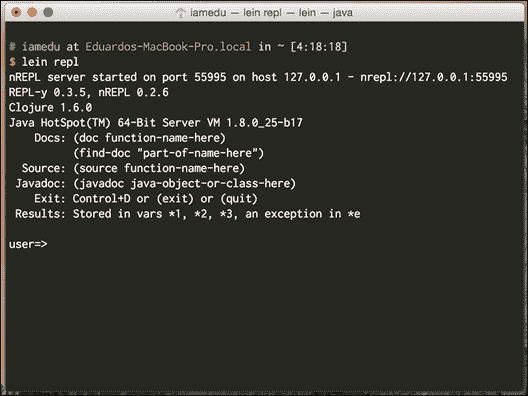 iamedu — lein repl — lein — java
# iamedu at Eduardos-MacBook-Pro.local in ~ [4:18:18]
$ lein repl
nREPL server started on port 55995 on host 127.0.0.1 - nrepl://127.0.0.1:55995
REPL-y 0.3.5, nREPL 0.2.6
Clojure 1.6.0
Java HotSpot(TM) 64-Bit Server VM 1.8.0_25-b17
    Docs: (doc function-name-here)
          (find-doc "part-of-name-here")
  Source: (source function-name-here)
 Javadoc: (javadoc java-object-or-class-here)
    Exit: Control+D or (exit) or (quit)
 Results: Stored in vars *1, *2, *3, an exception in *e
user=>